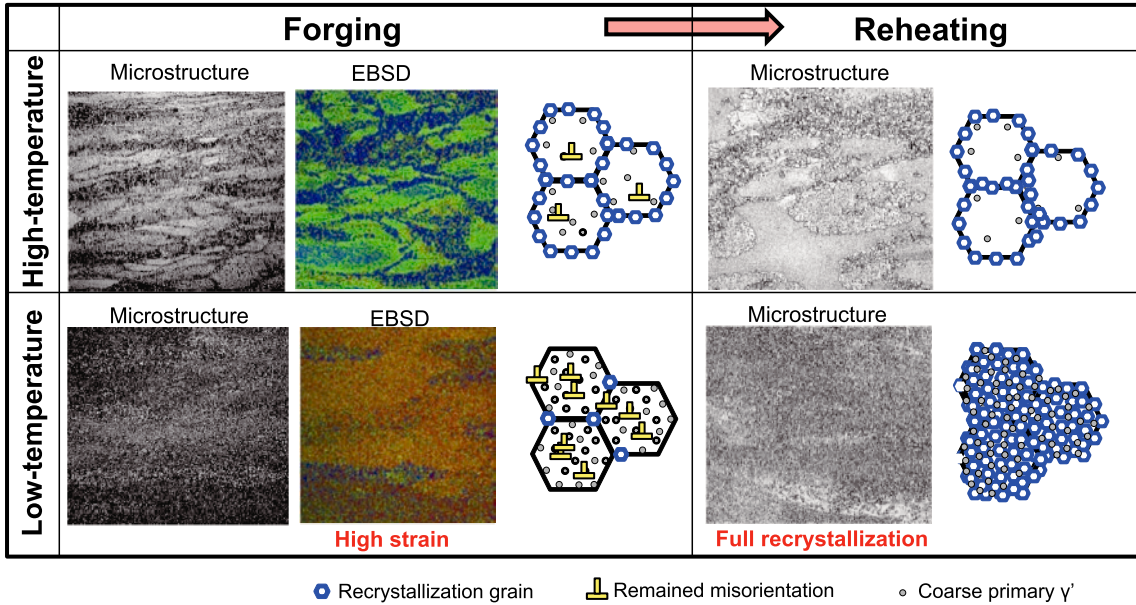 Forging
Reheating
High-temperature
Microstructure
EBSD
Microstructure
Low-temperature
Microstructure
EBSD
Microstructure
High strain
Full recrystallization
Recrystallization grain
Remained misorientation
Coarse primary γ’